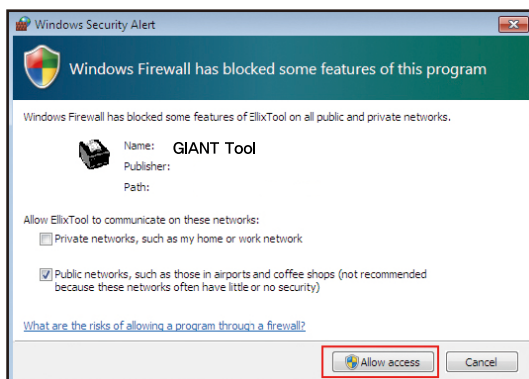 Windows Security Alert
Windows Firewall has blocked some features of this program
Windows Firewall has blocked some features of EllixTool on all public and private networks.
Name: GIANT Tool
Publisher:
Path:
Allow EllixTool to communicate on these networks:
Private networks, such as my home or work network
Public networks, such as those in airports and coffee shops (not recommended
because these networks often have little or no security)
What are the risks of allowing a program through a firewall?
Allow access
Cancel